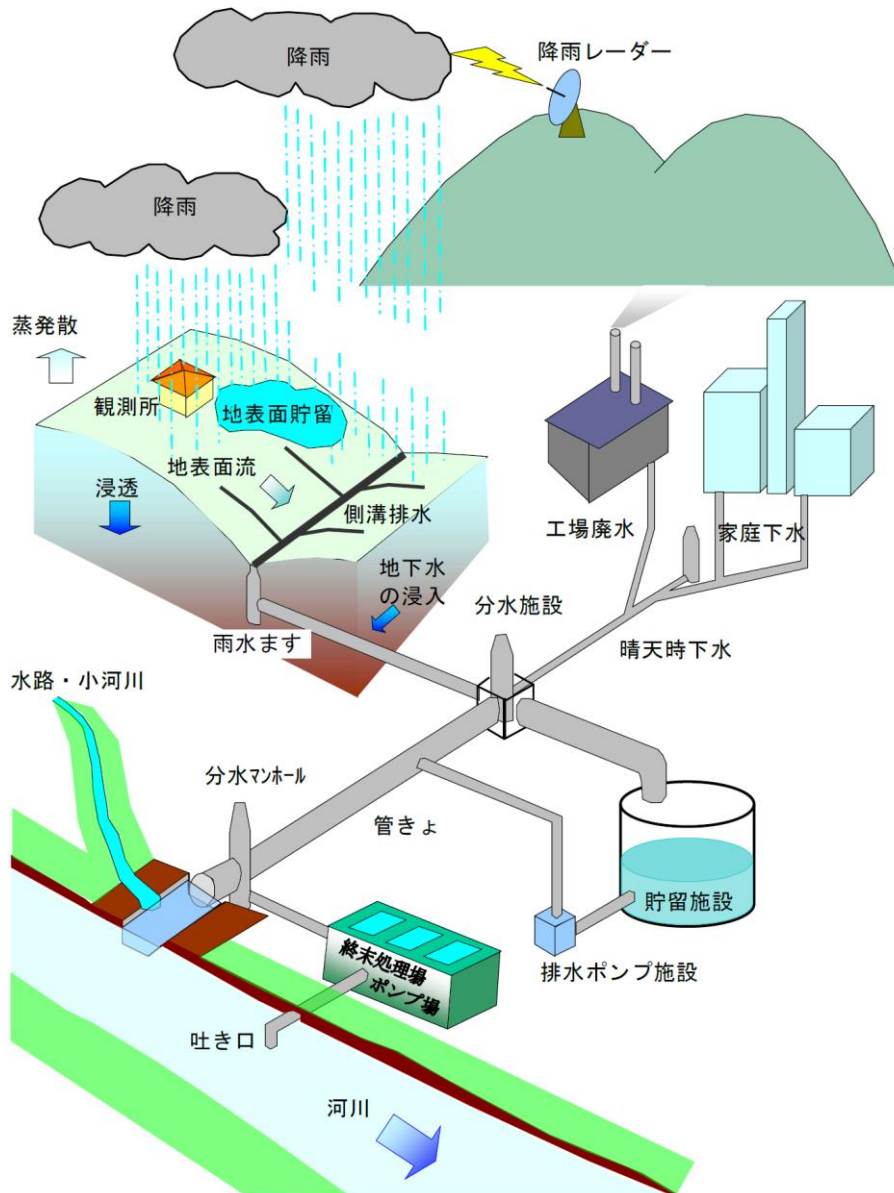 降雨
降雨レーダー
降雨
蒸発散
観測所
地表面貯留
地表面流
浸透
側溝排水
工場廃水
家庭下水
地下水
の浸入
分水施設
雨水ます
晴天時下水
水路・小河川
分水ﾏﾝﾎｰﾙ
管きょ
貯留施設
終末処理場
ポンプ場
排水ポンプ施設
吐き口
河川